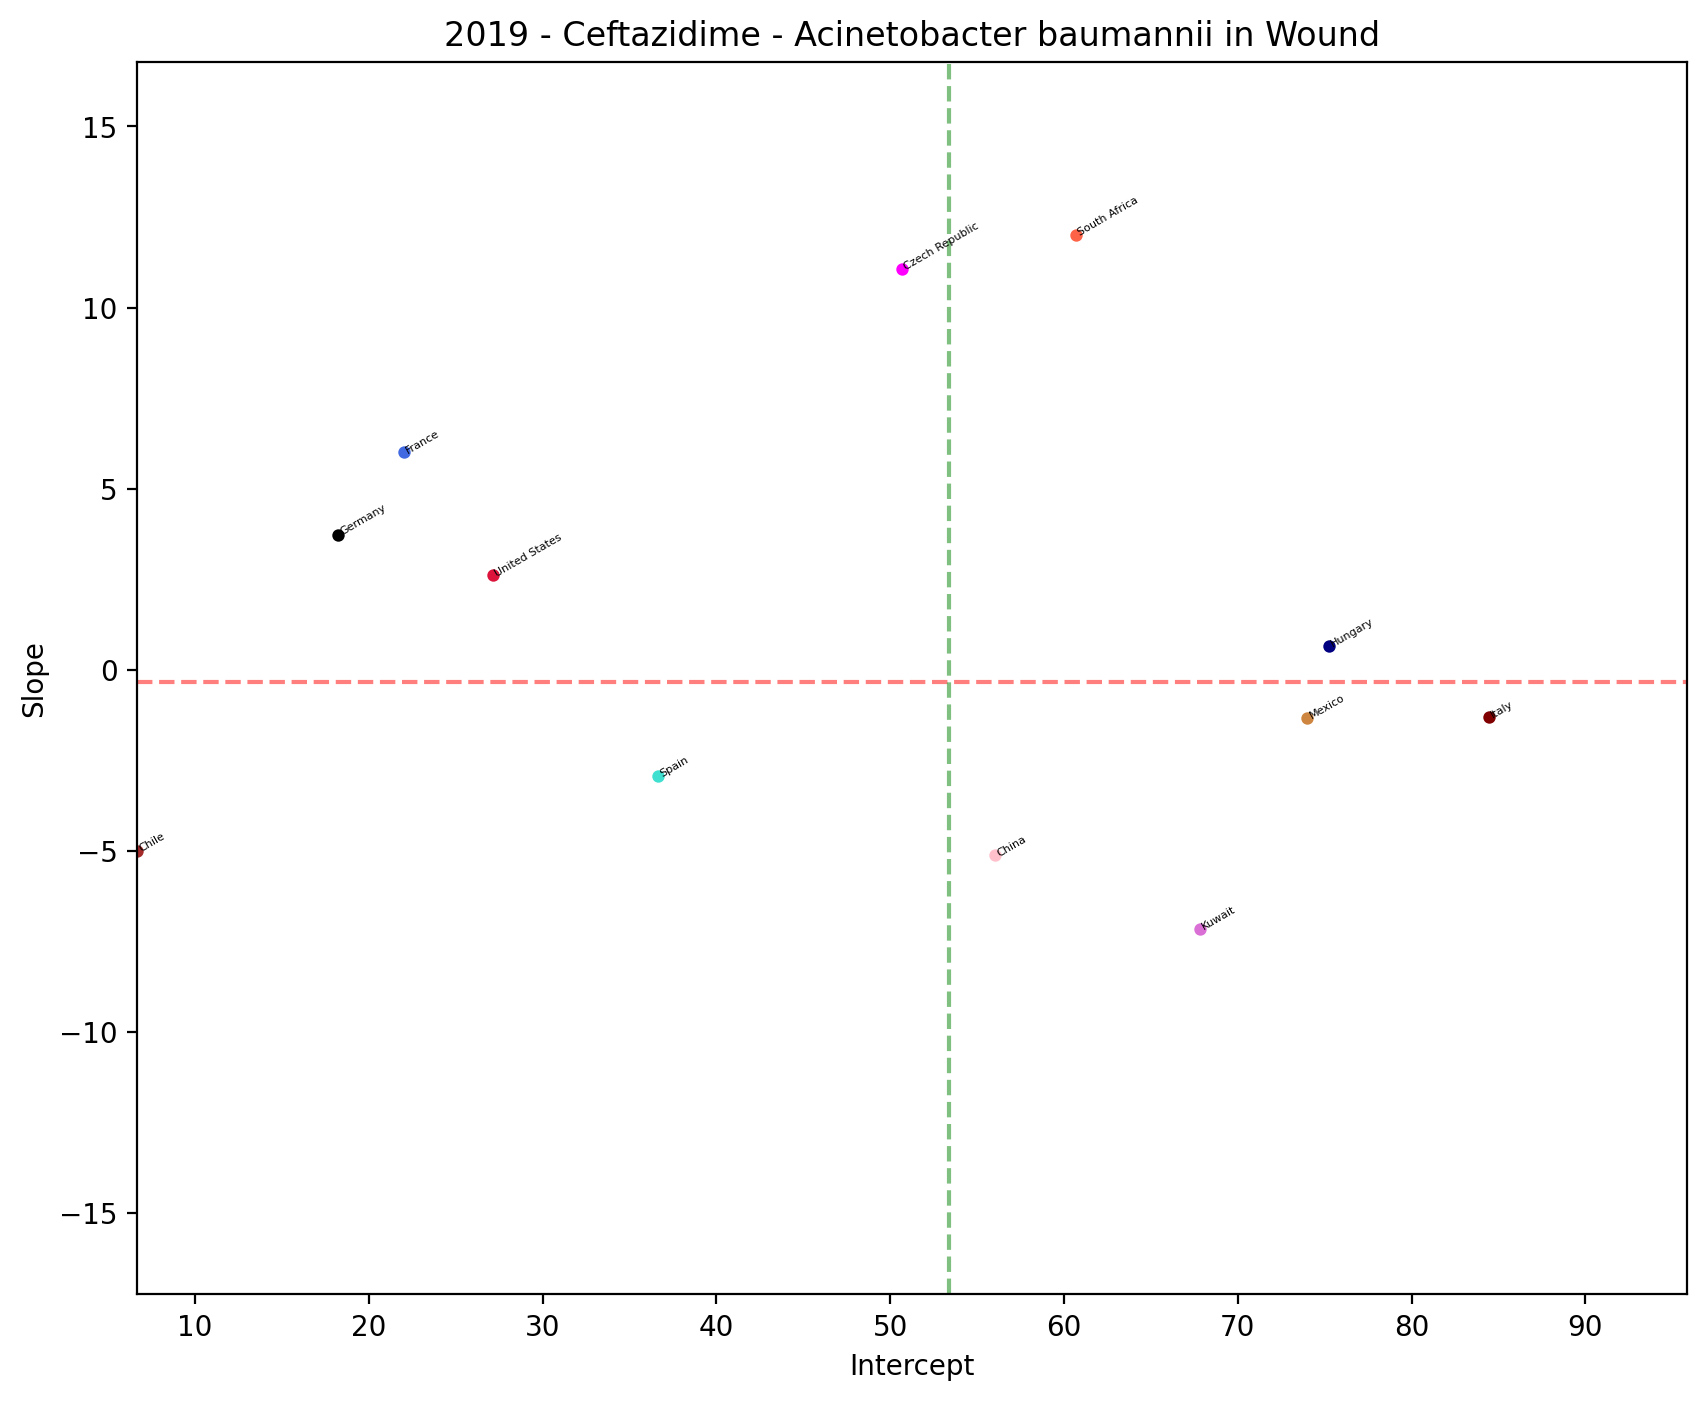 2019 - Ceftazidime - Acinetobacter baumannii in Wound
15
10
5
0
−5
−10
−15
Slope
South Africa
Czech Republic
France
Germany
United States
Hungary
Mexico
Italy
Spain
Chile
China
Kuwait
10 20 30 40 50 60 70 80 90
Intercept